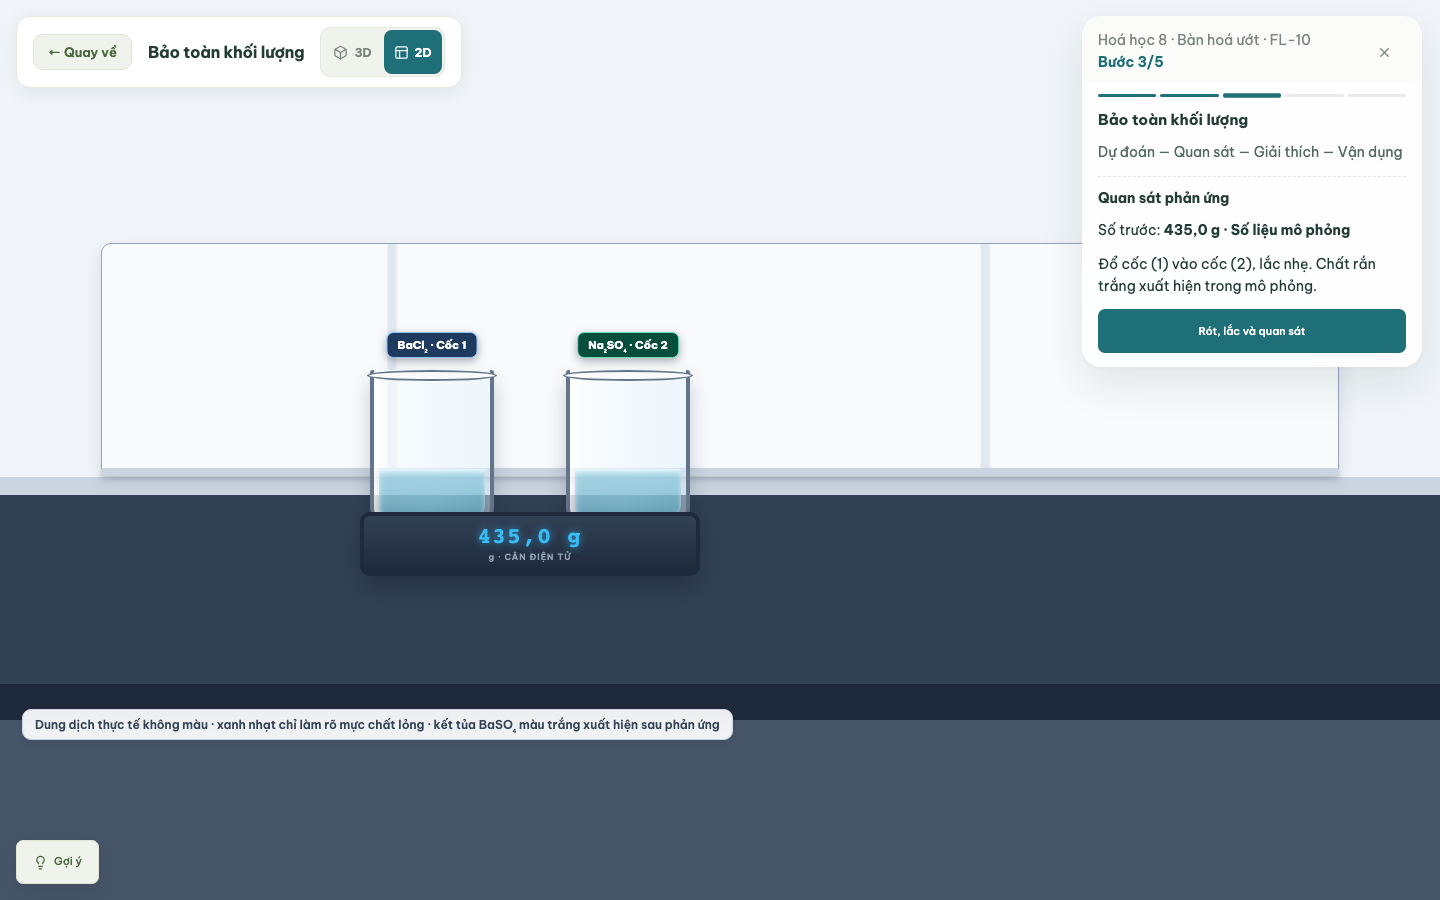 ← Quay về
Bảo toàn khối lượng
3D
2D
Hoá học 8 · Bàn hoá ướt · FL-10
Bước 3/5
Bảo toàn khối lượng
Dự đoán — Quan sát — Giải thích — Vận dụng
Quan sát phản ứng
Số trước: 435,0 g · Số liệu mô phỏng
Đổ cốc (1) vào cốc (2), lắc nhẹ. Chất rắn
trắng xuất hiện trong mô phỏng.
Rót, lắc và quan sát
BaCl₂ · Cốc 1
Na₂SO₄ · Cốc 2
435,0 g
g · CÂN ĐIỆN TỬ
Dung dịch thực tế không màu · xanh nhạt chỉ làm rõ mực chất lỏng · kết tủa BaSO₄ màu trắng xuất hiện sau phản ứng
Gợi ý